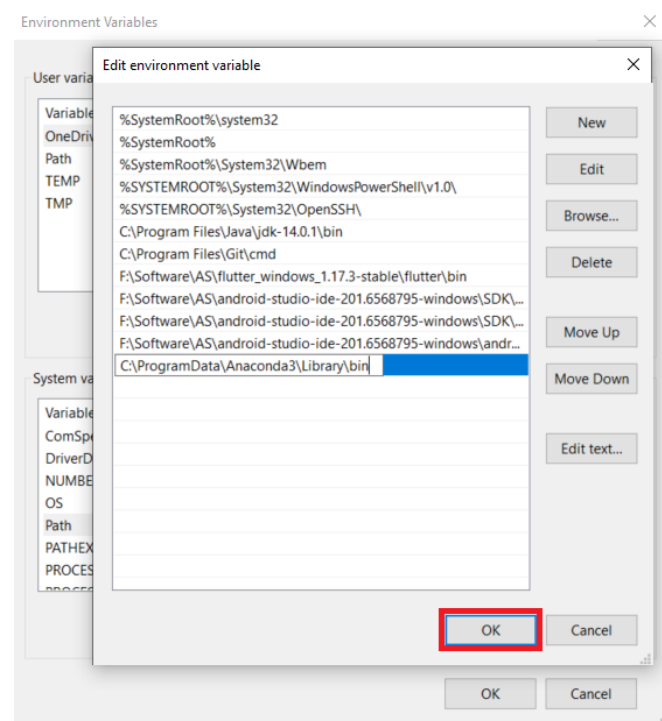 Environment Variables
Edit environment variable
User varia
Variable
OneDriv
Path
TEMP
TMP
%SystemRoot%\system32
%SystemRoot%
%SystemRoot%\System32\Wbem
%SYSTEMROOT%\System32\WindowsPowerShell\v1.0\
%SYSTEMROOT%\System32\OpenSSH\
C:\Program Files\Java\jdk-14.0.1\bin
C:\Program Files\Git\cmd
F:\Software\AS\flutter_windows_1.17.3-stable\flutter\bin
F:\Software\AS\android-studio-ide-201.6568795-windows\SDK\...
F:\Software\AS\android-studio-ide-201.6568795-windows\SDK\...
F:\Software\AS\android-studio-ide-201.6568795-windows\andr...
C:\ProgramData\Anaconda3\Library\bin
New
Edit
Browse...
Delete
Move Up
Move Down
Edit text...
System va
Variable
ComSpe
DriverD
NUMBE
OS
Path
PATHEX
PROCES
OK
Cancel
OK
Cancel